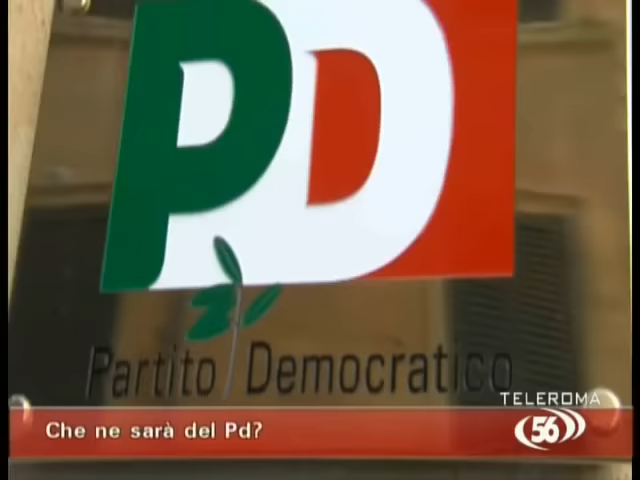 PD
Partito Democratico
TELEROMA
56
Che ne sarà del Pd?